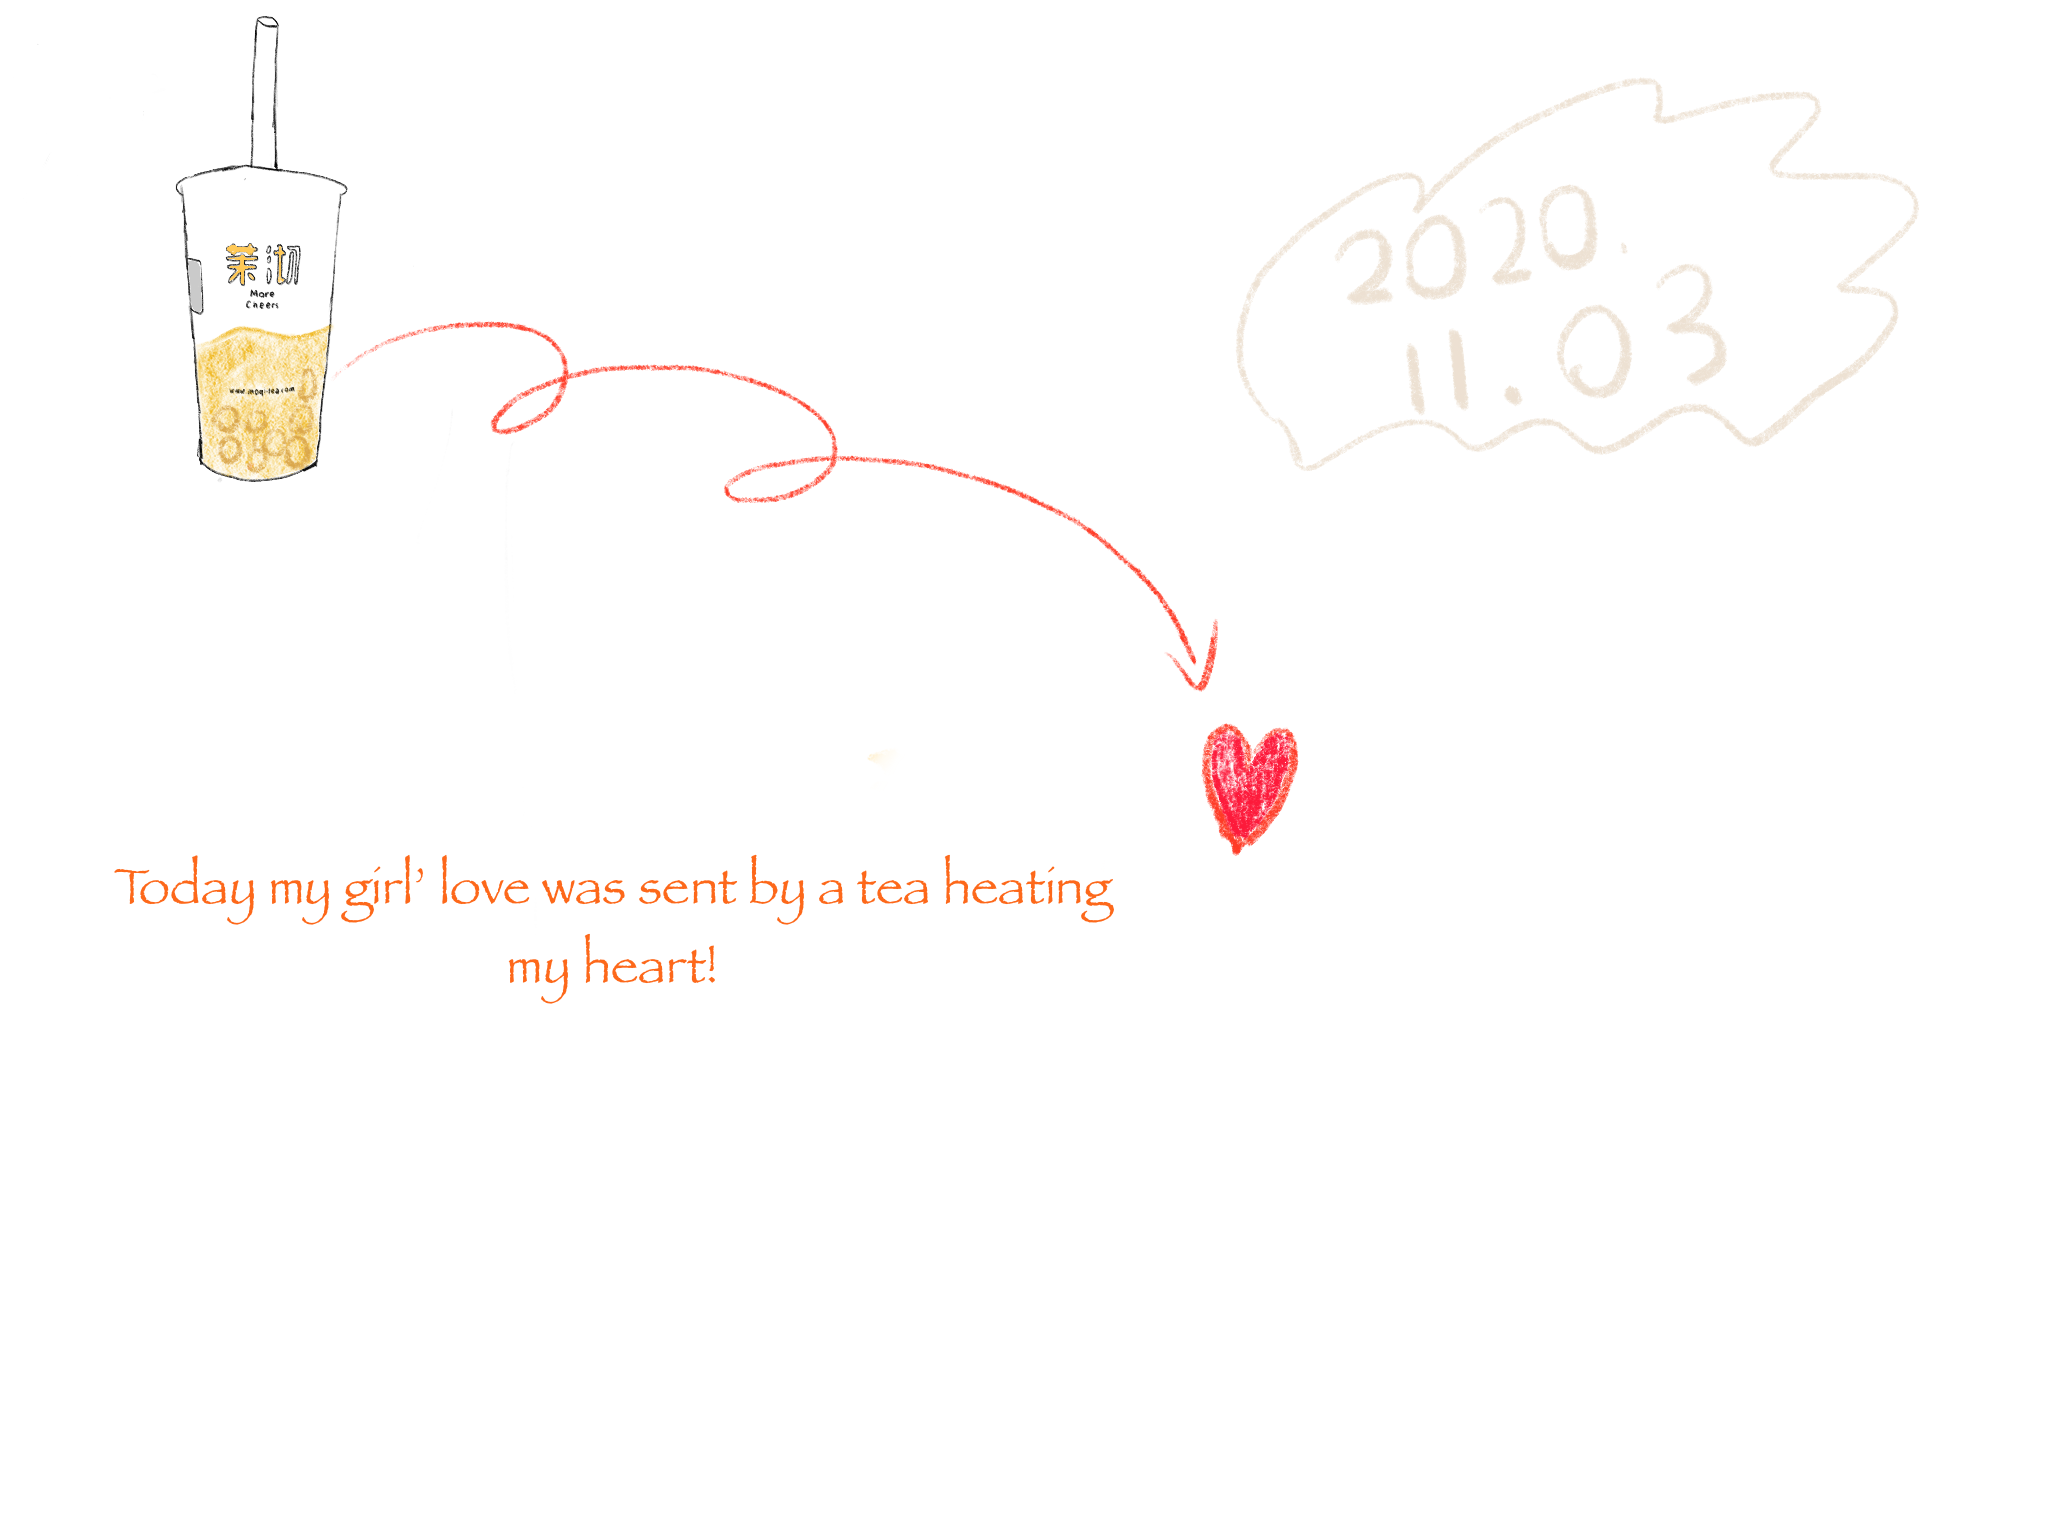 茉沏
More
Cheers
www.moqi-tea.com
2020.
11.03
Today my girl’ love was sent by a tea heating
my heart!